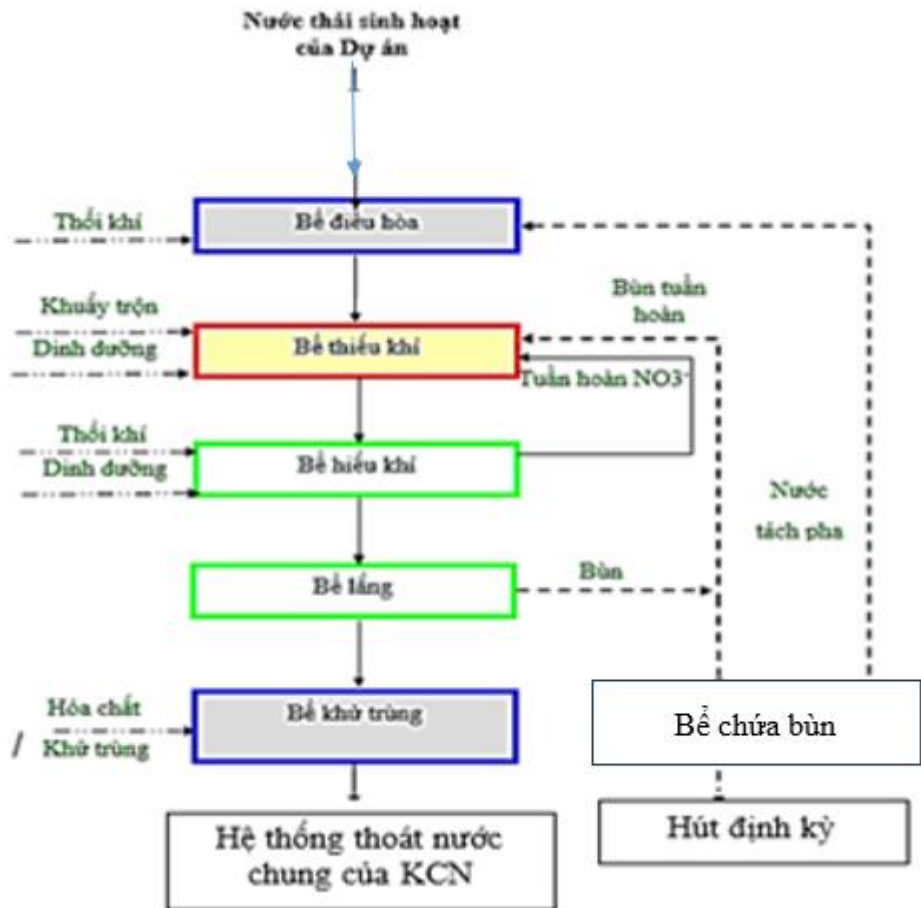 Nước thải sinh hoạt
của Dự án
Thổi khí
Bể điều hòa
Khuấy trộn
Dinh dưỡng
Bể thiếu khí
Bùn tuần
hoàn
Tuần hoàn NO3-
Thổi khí
Dinh dưỡng
Bể hiếu khí
Nước
tách pha
Bể lắng
Bùn
Hóa chất
/ Khử trùng
Bể khử trùng
Bể chứa bùn
Hệ thống thoát nước
chung của KCN
Hút định kỳ